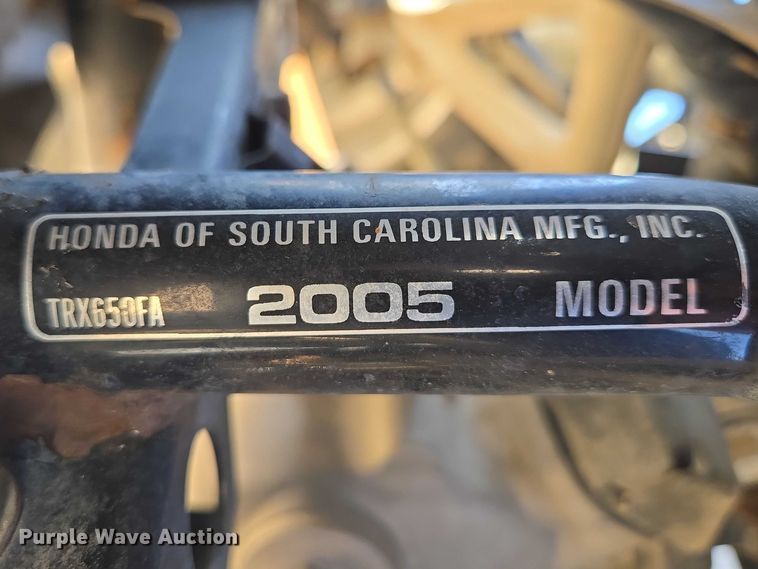 HONDA OF SOUTH CAROLINA MFG., INC.
TRX650FA 2005 MODEL
Purple Wave Auction